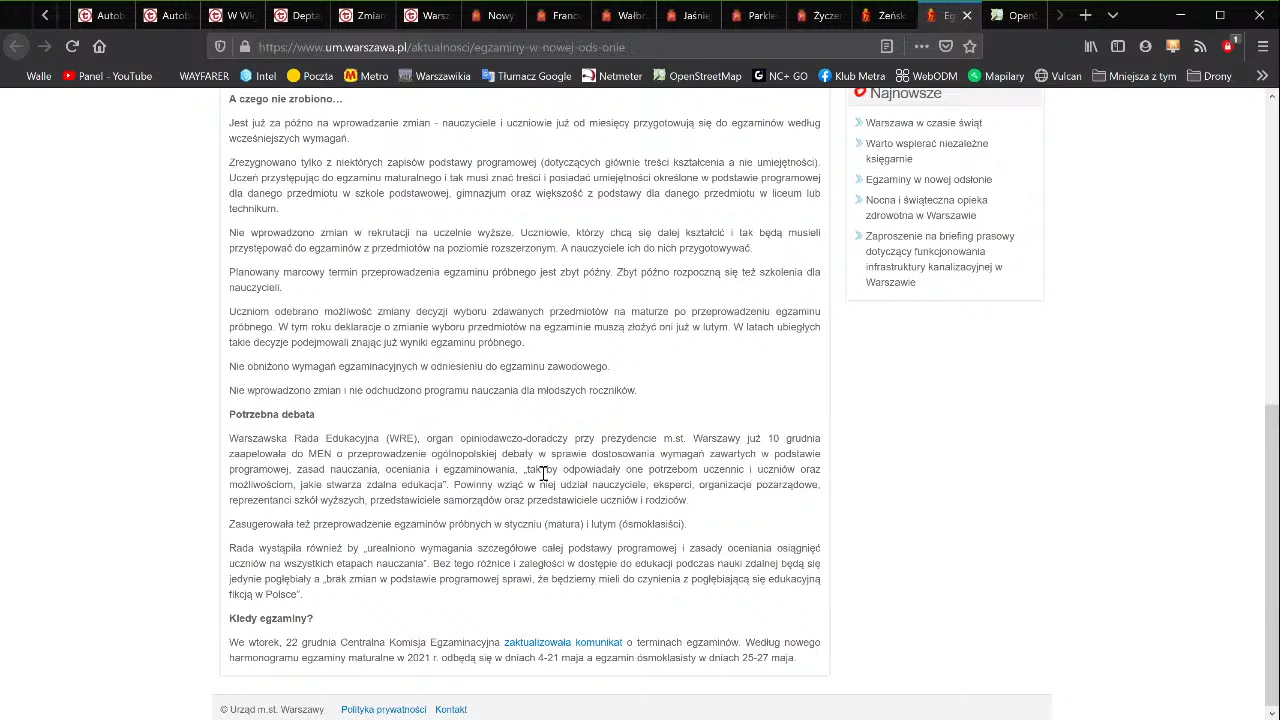 Autob
Autobu
W Wig
Depta
Zmian
Warsz
Nowy
Franc
Wałbr
Jaśnie
Parkle
Życzen
Żeńsk
Eg
OpenS
https://www.um.warszawa.pl/aktualnosci/egzaminy-w-nowej-ods-onie
1
Walle
Panel - YouTube
WAYFARER
Intel
Poczta
Metro
Warszawikia
Tłumacz Google
Netmeter
OpenStreetMap
NC+ GO
Klub Metra
WebODM
Mapilary
Vulcan
Mniejsza z tym
Drony
A czego nie zrobiono…
Jest już za późno na wprowadzanie zmian - nauczyciele i uczniowie już od miesięcy przygotowują się do egzaminów według
wcześniejszych wymagań.
Zrezygnowano tylko z niektórych zapisów podstawy programowej (dotyczących głównie treści kształcenia a nie umiejętności).
Uczeń przystępując do egzaminu maturalnego i tak musi znać treści i posiadać umiejętności określone w podstawie programowej
dla danego przedmiotu w szkole podstawowej, gimnazjum oraz większość z podstawy dla danego przedmiotu w liceum lub
technikum.
Nie wprowadzono zmian w rekrutacji na uczelnie wyższe. Uczniowie, którzy chcą się dalej kształcić i tak będą musieli
przystępować do egzaminów z przedmiotów na poziomie rozszerzonym. A nauczyciele ich do nich przygotowywać.
Planowany marcowy termin przeprowadzenia egzaminu próbnego jest zbyt późny. Zbyt późno rozpoczną się też szkolenia dla
nauczycieli.
Uczniom odebrano możliwość zmiany decyzji wyboru zdawanych przedmiotów na maturze po przeprowadzeniu egzaminu
próbnego. W tym roku deklaracje o zmianie wyboru przedmiotów na egzaminie muszą złożyć oni już w lutym. W latach ubiegłych
takie decyzje podejmowali znając już wyniki egzaminu próbnego.
Nie obniżono wymagań egzaminacyjnych w odniesieniu do egzaminu zawodowego.
Nie wprowadzono zmian i nie odchudzono programu nauczania dla młodszych roczników.
Potrzebna debata
Warszawska Rada Edukacyjna (WRE), organ opiniodawczo-doradczy przy prezydencie m.st. Warszawy już 10 grudnia
zaapelowała do MEN o przeprowadzenie ogólnopolskiej debaty w sprawie dostosowania wymagań zawartych w podstawie
programowej, zasad nauczania, oceniania i egzaminowania, „tak by odpowiadały one potrzebom uczennic i uczniów oraz
możliwościom, jakie stwarza zdalna edukacja”. Powinny wziąć w niej udział nauczyciele, eksperci, organizacje pozarządowe,
reprezentanci szkół wyższych, przedstawiciele samorządów oraz przedstawiciele uczniów i rodziców.
Zasugerowała też przeprowadzenie egzaminów próbnych w styczniu (matura) i lutym (ósmoklasiści).
Rada wystąpiła również by „urealniono wymagania szczegółowe całej podstawy programowej i zasady oceniania osiągnięć
uczniów na wszystkich etapach nauczania”. Bez tego różnice i zaległości w dostępie do edukacji podczas nauki zdalnej będą się
jedynie pogłębiały a „brak zmian w podstawie programowej sprawi, że będziemy mieli do czynienia z pogłębiającą się edukacyjną
fikcją w Polsce”.
Kiedy egzaminy?
We wtorek, 22 grudnia Centralna Komisja Egzaminacyjna zaktualizowała komunikat o terminach egzaminów. Według nowego
harmonogramu egzaminy maturalne w 2021 r. odbędą się w dniach 4-21 maja a egzamin ósmoklasisty w dniach 25-27 maja.
Najnowsze
Warszawa w czasie świąt
Warto wspierać niezależne
księgarnie
Egzaminy w nowej odsłonie
Nocna i świąteczna opieka
zdrowotna w Warszawie
Zaproszenie na briefing prasowy
dotyczący funkcjonowania
infrastruktury kanalizacyjnej w
Warszawie
© Urząd m.st. Warszawy
Polityka prywatności
Kontakt